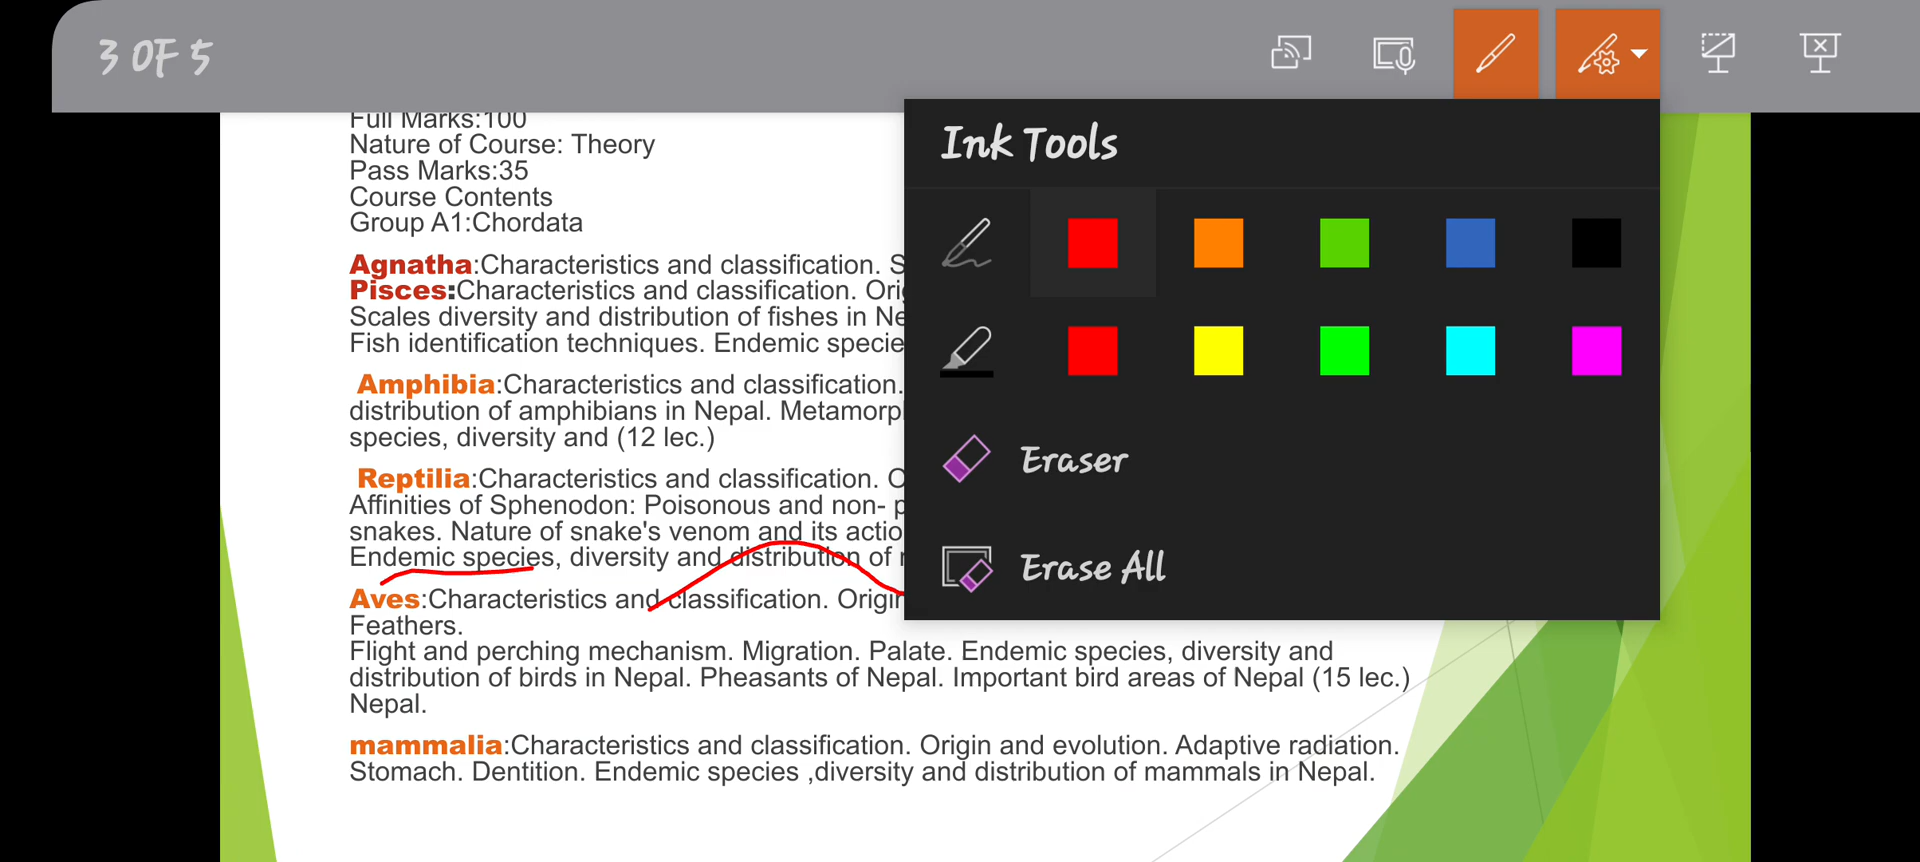 3 OF 5
Full Marks:100
Nature of Course: Theory
Pass Marks:35
Course Contents
Group A1:Chordata
Agnatha:Characteristics and classification. S
Pisces:Characteristics and classification. Ori
Scales diversity and distribution of fishes in Ne
Fish identification techniques. Endemic specie
Amphibia:Characteristics and classification.
distribution of amphibians in Nepal. Metamorp
species, diversity and (12 lec.)
Reptilia:Characteristics and classification. O
Affinities of Sphenodon: Poisonous and non- p
snakes. Nature of snake's venom and its actio
Endemic species, diversity and distribution of
Aves:Characteristics and classification. Origin
Feathers.
Flight and perching mechanism. Migration. Palate. Endemic species, diversity and
distribution of birds in Nepal. Pheasants of Nepal. Important bird areas of Nepal (15 lec.)
Nepal.
mammalia:Characteristics and classification. Origin and evolution. Adaptive radiation.
Stomach. Dentition. Endemic species ,diversity and distribution of mammals in Nepal.
Ink Tools
Eraser
Erase All